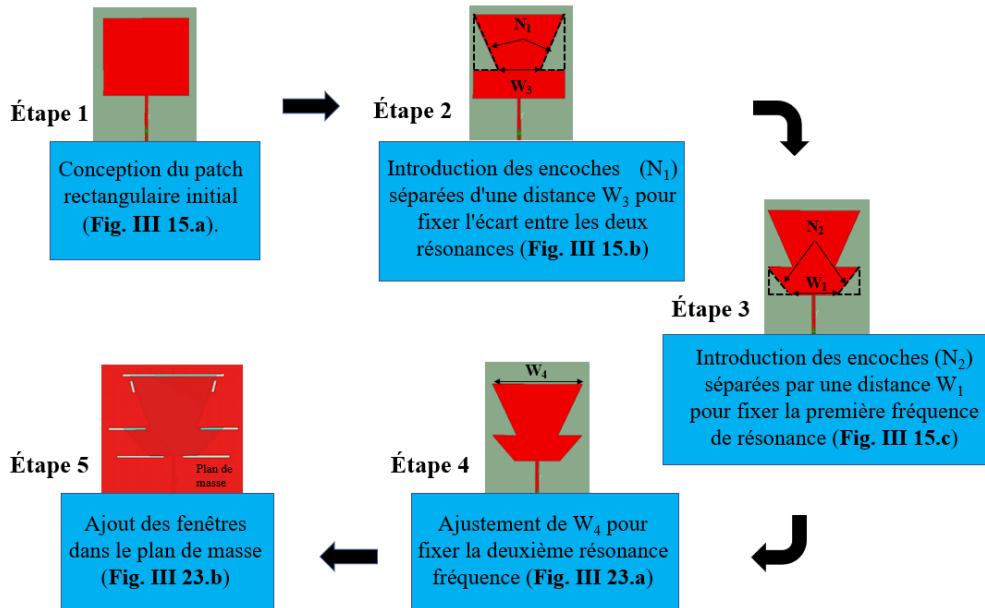 Étape 1
Conception du patch
rectangulaire initial
(Fig. III 15.a).
N₁
W₃
Étape 2
Introduction des encoches (N₁)
séparées d'une distance W₃ pour
fixer l'écart entre les deux
résonances (Fig. III 15.b)
N₂
W₁
Étape 3
Introduction des encoches (N₂)
séparées par une distance W₁
pour fixer la première fréquence
de résonance (Fig. III 15.c)
W₄
Étape 4
Ajustement de W₄ pour
fixer la deuxième résonance
fréquence (Fig. III 23.a)
Étape 5
Plan de
masse
Ajout des fenêtres
dans le plan de masse
(Fig. III 23.b)